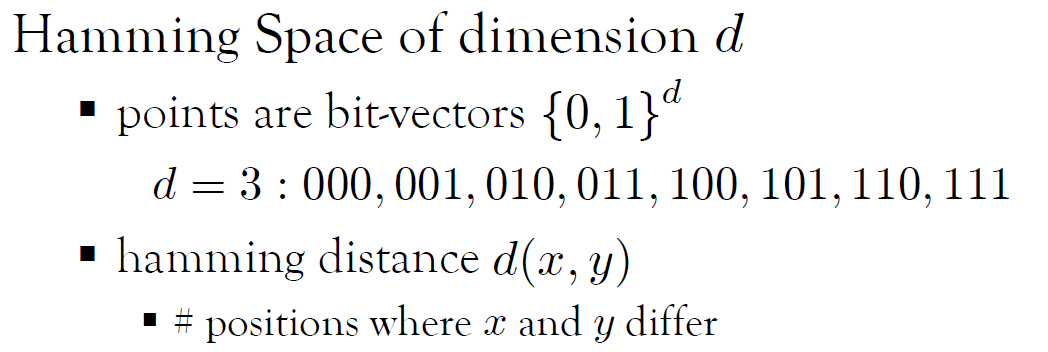 Hamming Space of dimension d
▪ points are bit-vectors {0, 1}^d
d = 3 : 000, 001, 010, 011, 100, 101, 110, 111
▪ hamming distance d(x, y)
▪ # positions where x and y differ